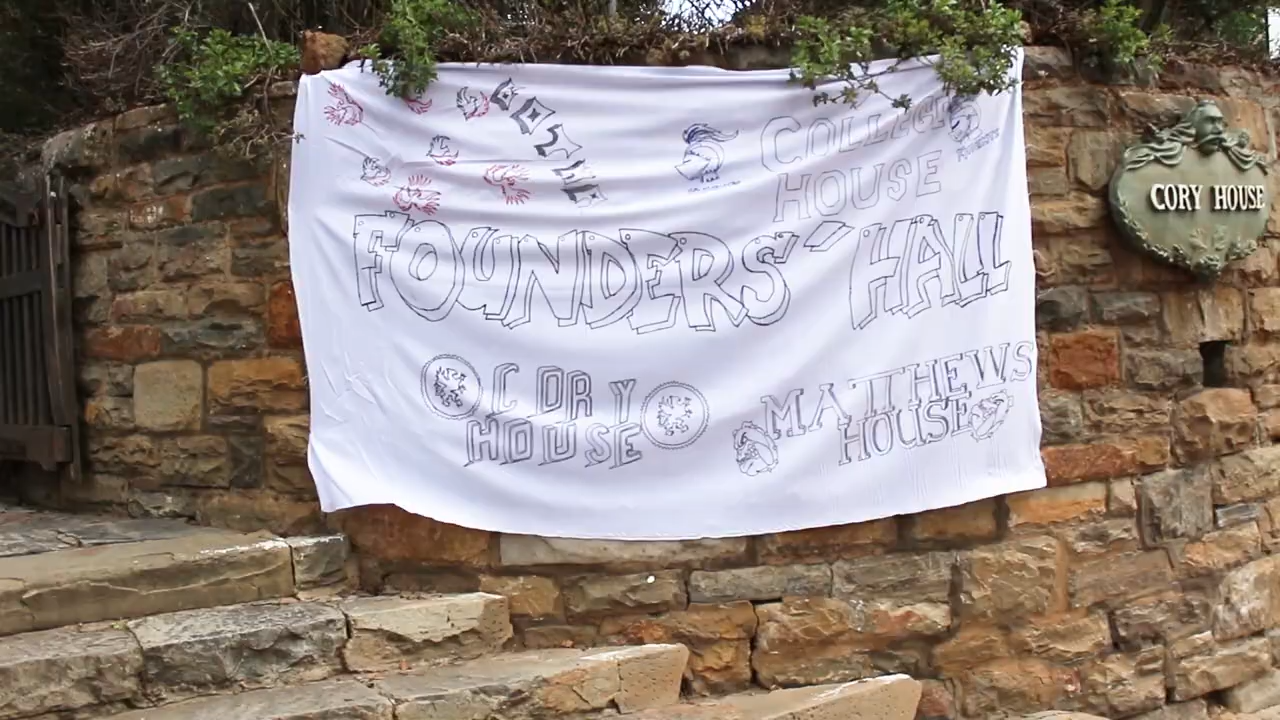 COLLEGE
HOUSE
FOUNDERS' HALL
CORY
HOUSE
MATTHEWS
HOUSE
CORY HOUSE